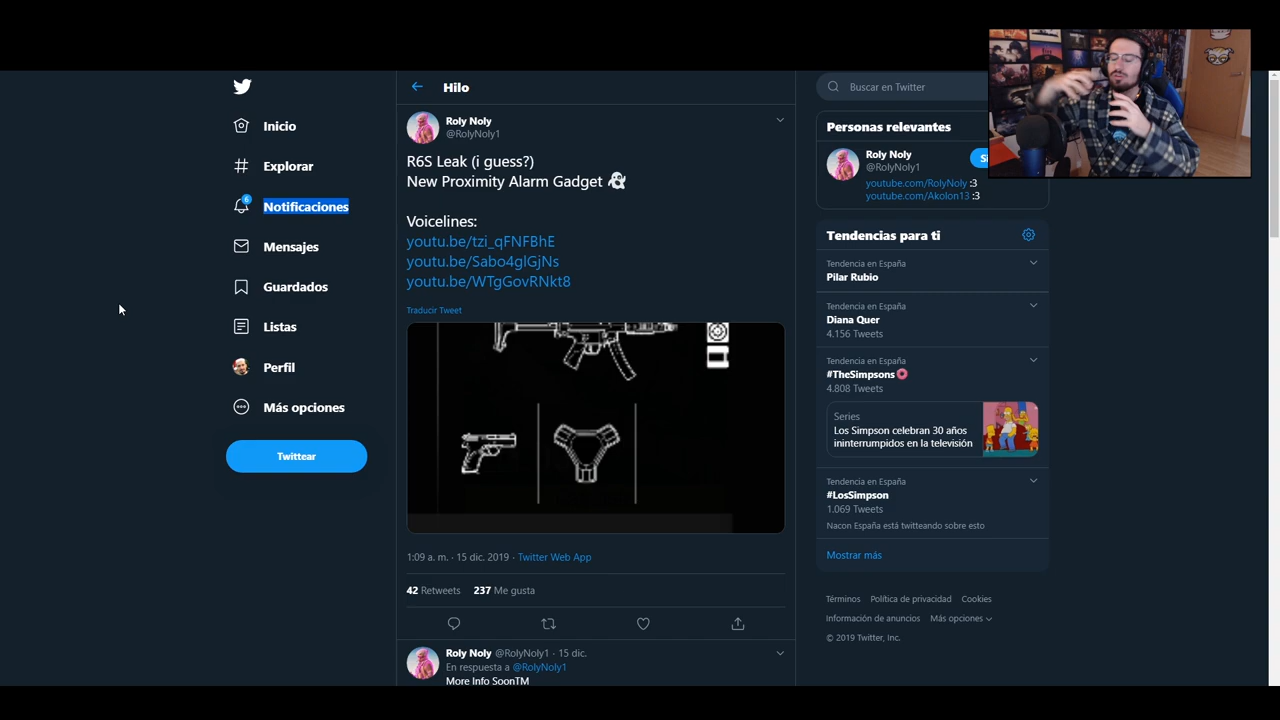 Inicio
Explorar
6
Notificaciones
Mensajes
Guardados
Listas
Perfil
Más opciones
Twittear
Hilo
Roly Noly
@RolyNoly1
R6S Leak (i guess?)
New Proximity Alarm Gadget 👻
Voicelines:
youtu.be/tzi_qFNFBhE
youtu.be/Sabo4glGjNs
youtu.be/WTgGovRNkt8
Traducir Tweet
1:09 a. m. · 15 dic. 2019 · Twitter Web App
42 Retweets 237 Me gusta
Roly Noly @RolyNoly1 · 15 dic.
En respuesta a @RolyNoly1
More Info SoonTM
Buscar en Twitter
Personas relevantes
Roly Noly
@RolyNoly1
youtube.com/RolyNoly :3
youtube.com/Akolon13 :3
Tendencias para ti
Tendencia en España
Pilar Rubio
Tendencia en España
Diana Quer
4.156 Tweets
Tendencia en España
#TheSimpsons🍩
4.808 Tweets
Series
Los Simpson celebran 30 años
ininterrumpidos en la televisión
Tendencia en España
#LosSimpson
1.069 Tweets
Nacon España está twitteando sobre esto
Mostrar más
Términos Política de privacidad Cookies
Información de anuncios Más opciones
© 2019 Twitter, Inc.